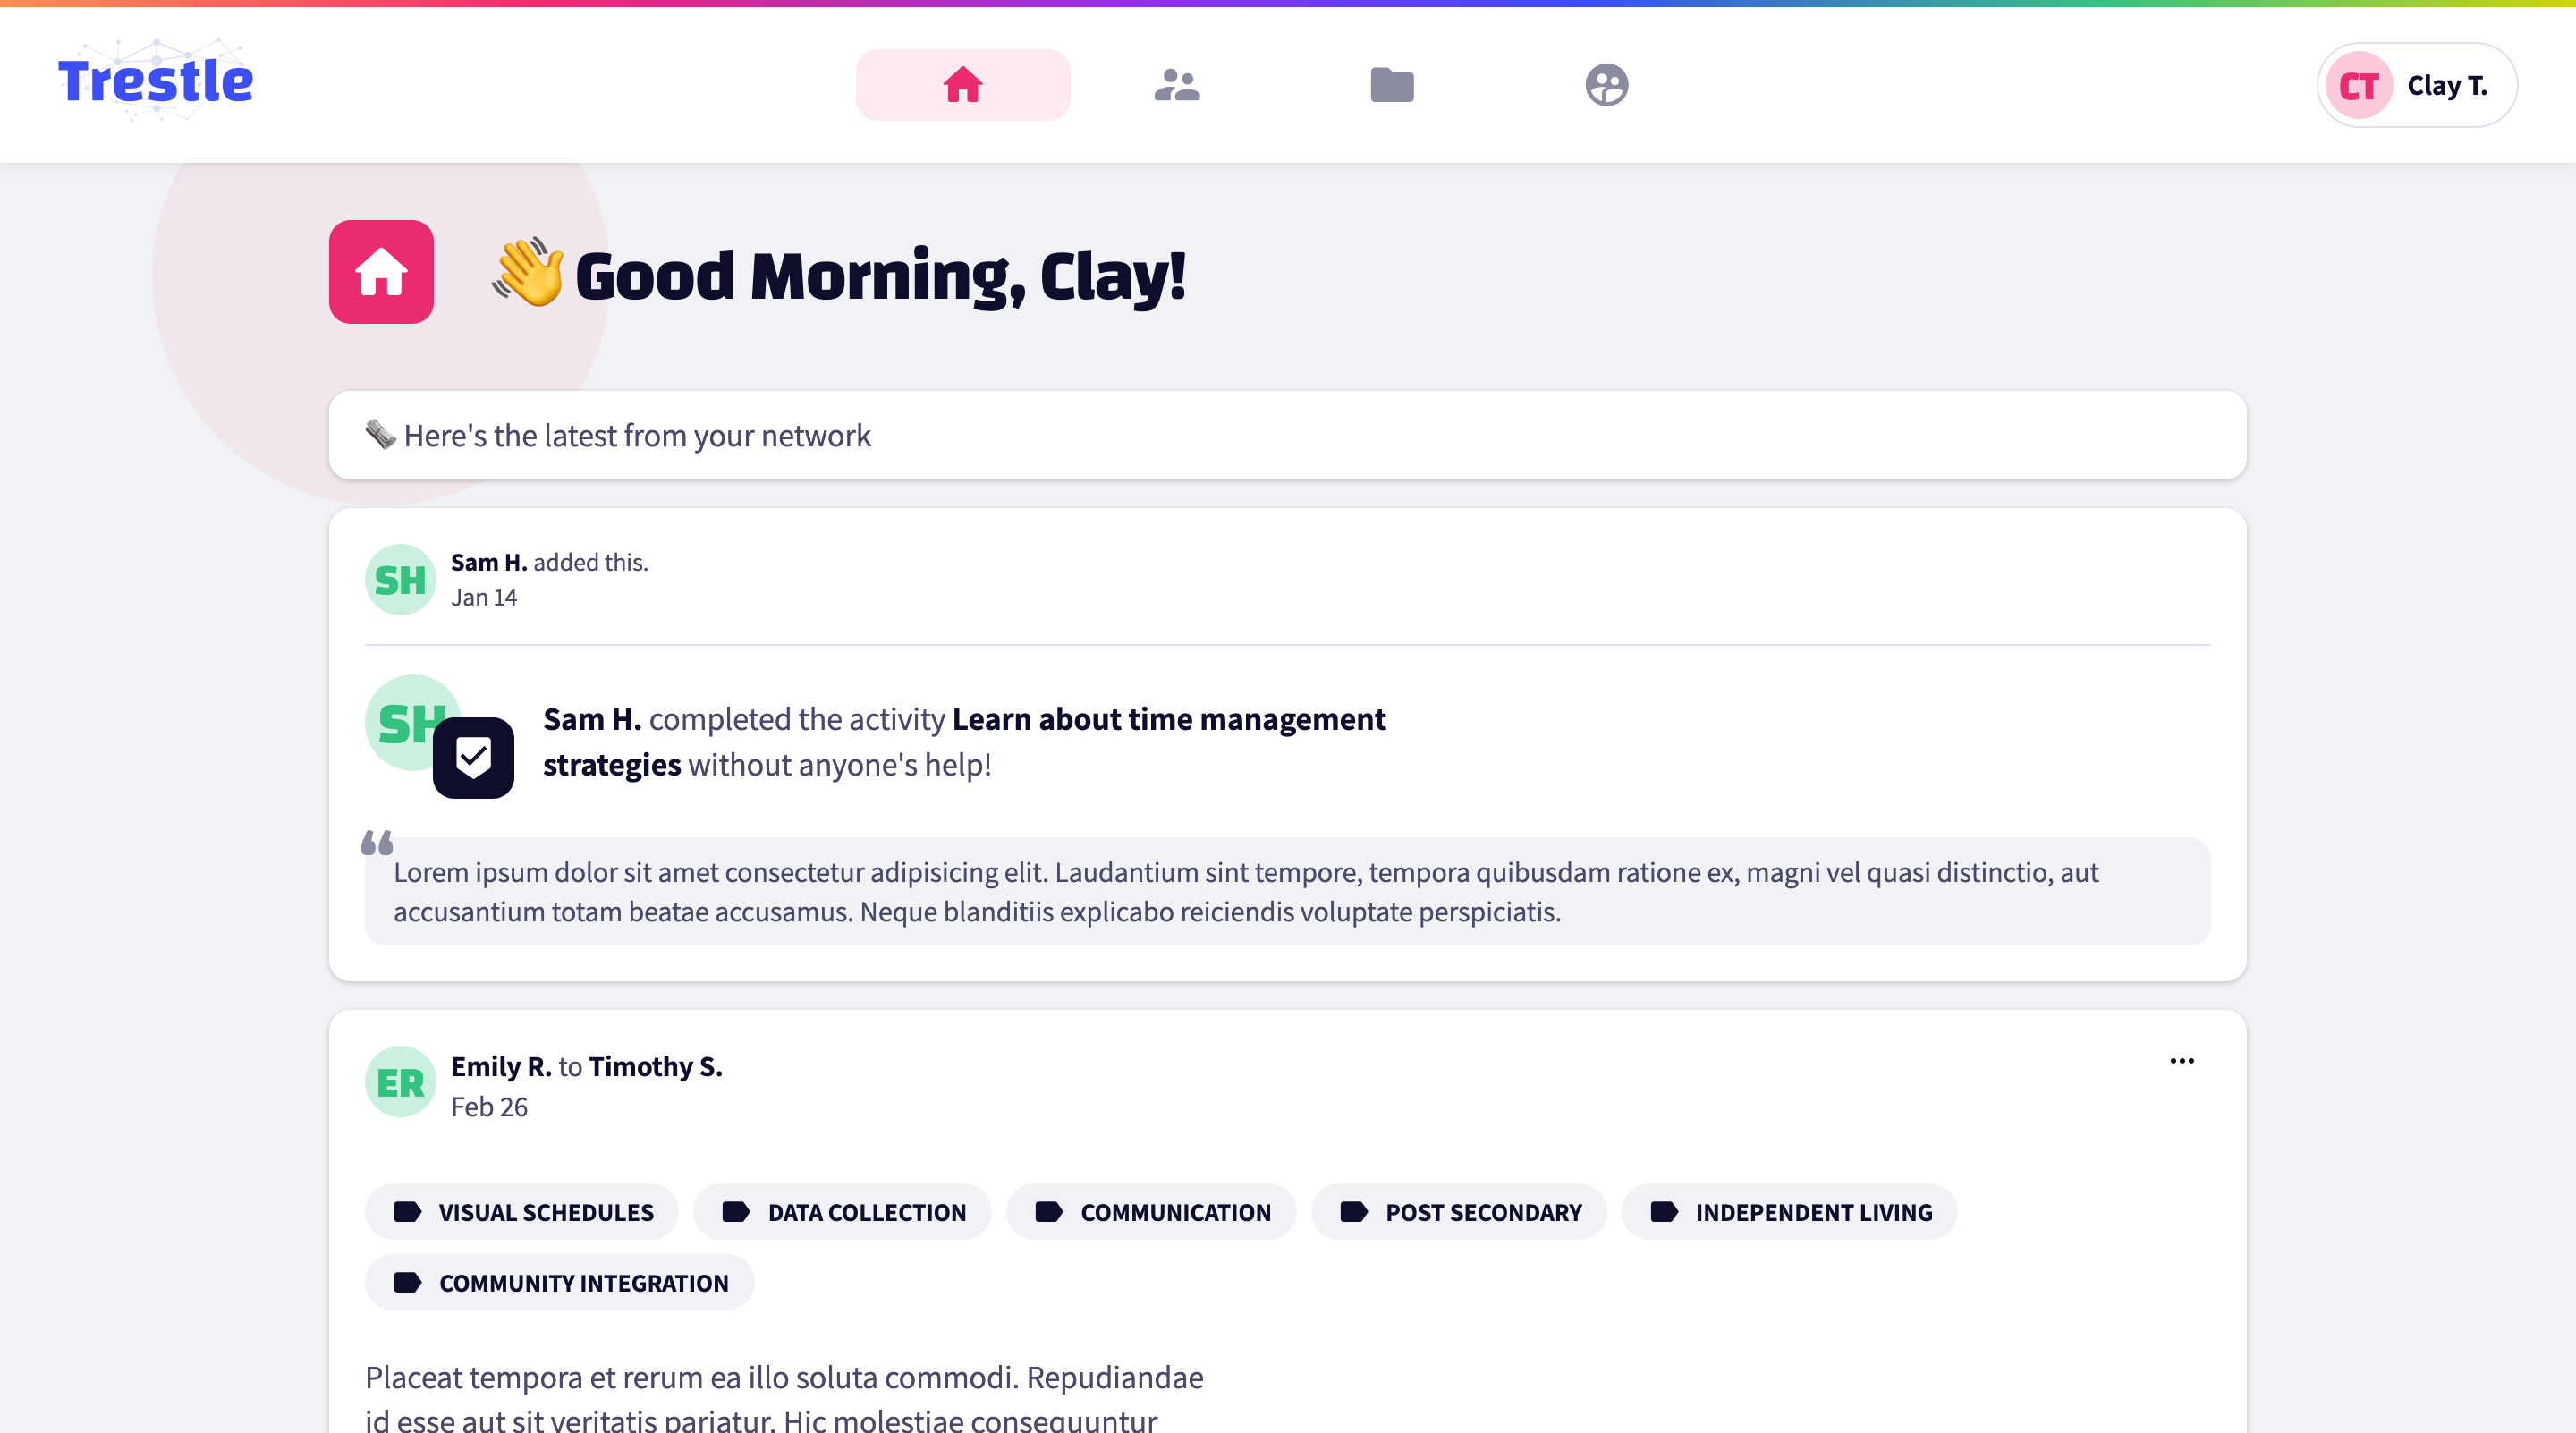 Trestle
CT Clay T.
👋 Good Morning, Clay!
🗞️ Here's the latest from your network
SH
Sam H. added this.
Jan 14
SH
Sam H. completed the activity Learn about time management
strategies without anyone's help!
“
Lorem ipsum dolor sit amet consectetur adipisicing elit. Laudantium sint tempore, tempora quibusdam ratione ex, magni vel quasi distinctio, aut
accusantium totam beatae accusamus. Neque blanditiis explicabo reiciendis voluptate perspiciatis.
ER
Emily R. to Timothy S.
Feb 26
VISUAL SCHEDULES DATA COLLECTION COMMUNICATION POST SECONDARY INDEPENDENT LIVING
COMMUNITY INTEGRATION
Placeat tempora et rerum ea illo soluta commodi. Repudiandae
id esse aut sit veritatis pariatur. Hic molestiae consequuntur